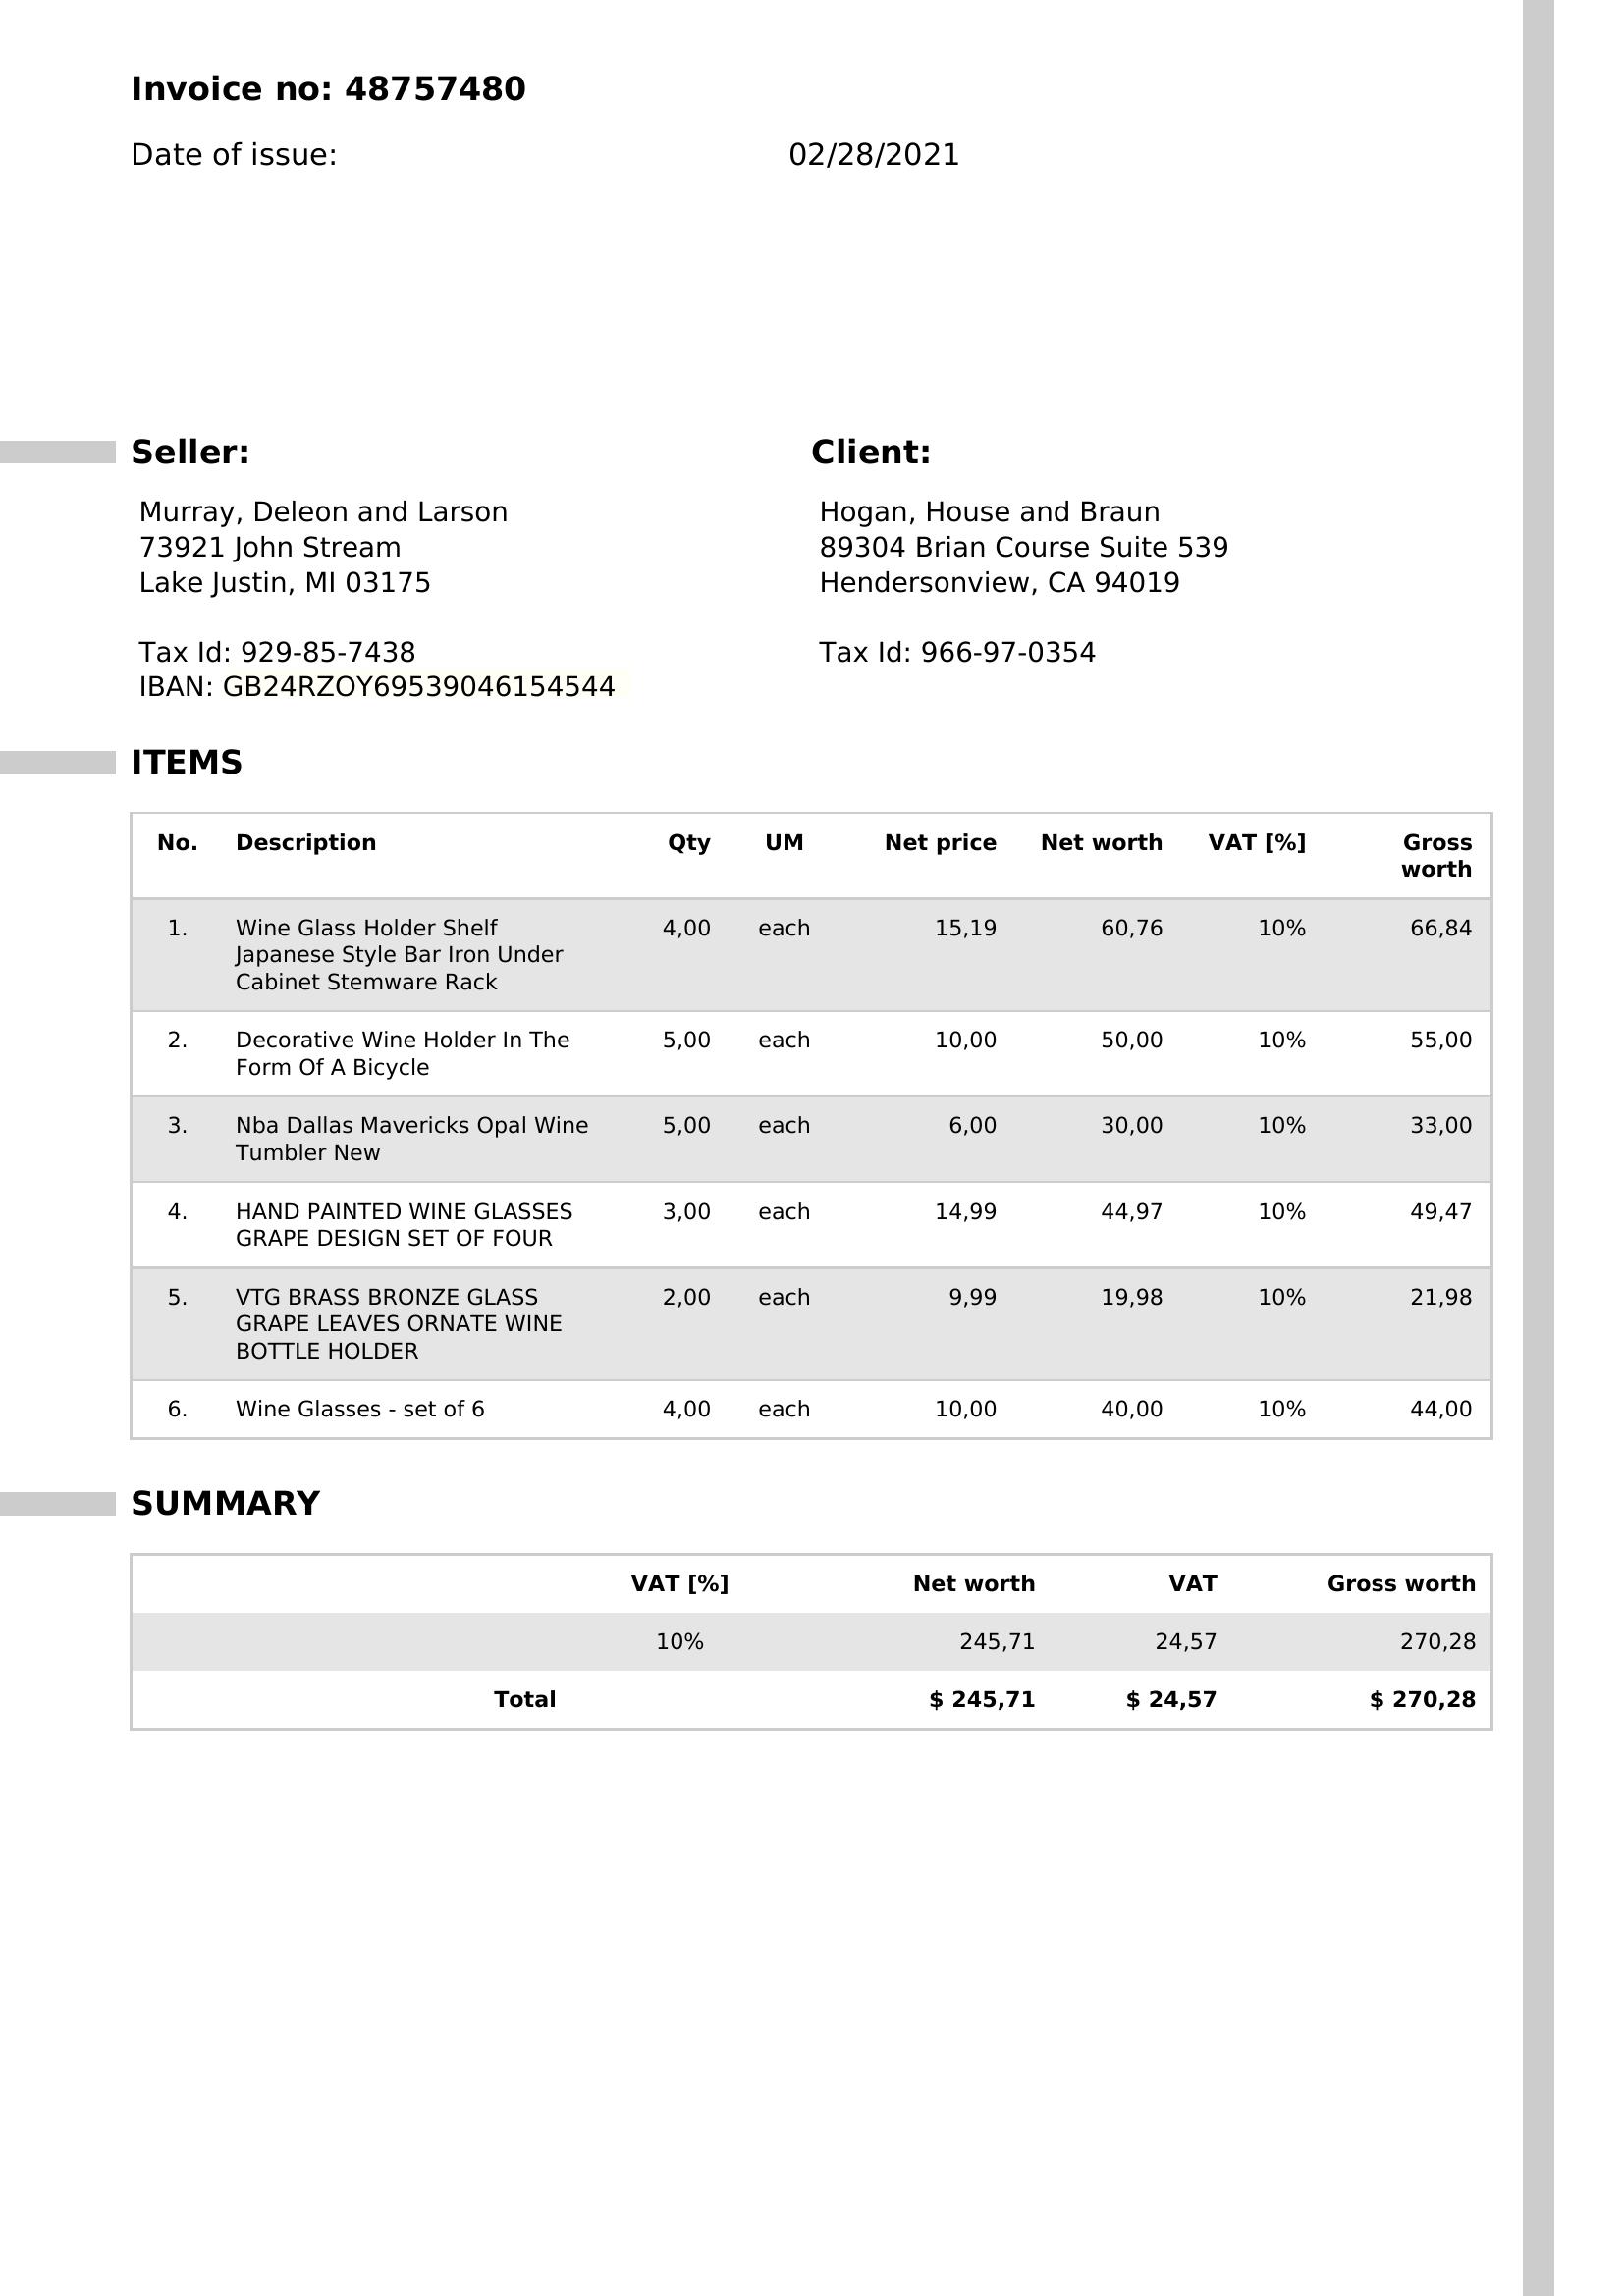 Invoice no: 48757480
Date of issue: 02/28/2021
Seller:
Murray, Deleon and Larson
73921 John Stream
Lake Justin, MI 03175
Tax Id: 929-85-7438
IBAN: GB24RZOY69539046154544
Client:
Hogan, House and Braun
89304 Brian Course Suite 539
Hendersonview, CA 94019
Tax Id: 966-97-0354
ITEMS
No. Description Qty UM Net price Net worth VAT [%] Gross
worth
1. Wine Glass Holder Shelf 4,00 each 15,19 60,76 10% 66,84
Japanese Style Bar Iron Under
Cabinet Stemware Rack
2. Decorative Wine Holder In The 5,00 each 10,00 50,00 10% 55,00
Form Of A Bicycle
3. Nba Dallas Mavericks Opal Wine 5,00 each 6,00 30,00 10% 33,00
Tumbler New
4. HAND PAINTED WINE GLASSES 3,00 each 14,99 44,97 10% 49,47
GRAPE DESIGN SET OF FOUR
5. VTG BRASS BRONZE GLASS 2,00 each 9,99 19,98 10% 21,98
GRAPE LEAVES ORNATE WINE
BOTTLE HOLDER
6. Wine Glasses - set of 6 4,00 each 10,00 40,00 10% 44,00
SUMMARY
VAT [%] Net worth VAT Gross worth
10% 245,71 24,57 270,28
Total $ 245,71 $ 24,57 $ 270,28